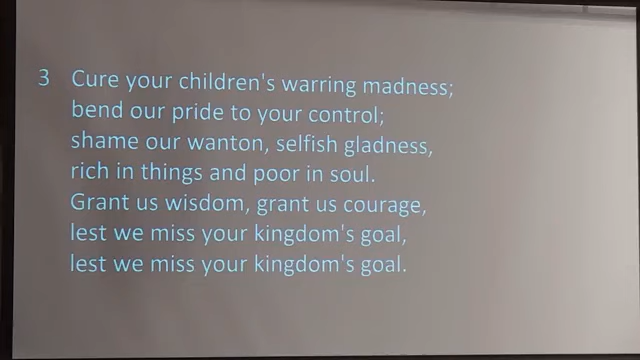 3 Cure your children's warring madness;
bend our pride to your control;
shame our wanton, selfish gladness,
rich in things and poor in soul.
Grant us wisdom, grant us courage,
lest we miss your kingdom's goal,
lest we miss your kingdom's goal.